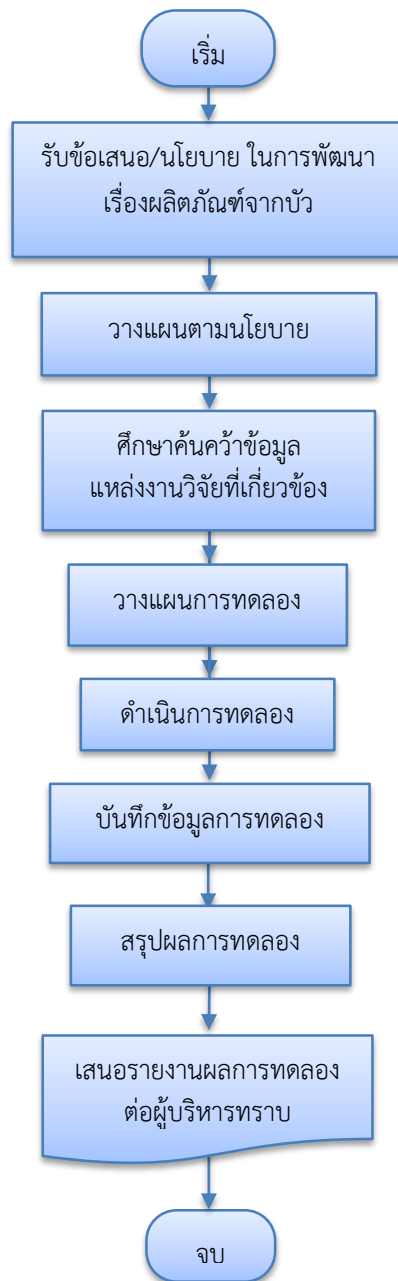 เริ่ม
รับข้อเสนอ/นโยบาย ในการพัฒนา
เรื่องผลิตภัณฑ์จากบัว
วางแผนตามนโยบาย
ศึกษาค้นคว้าข้อมูล
แหล่งงานวิจัยที่เกี่ยวข้อง
วางแผนการทดลอง
ดำเนินการทดลอง
บันทึกข้อมูลการทดลอง
สรุปผลการทดลอง
เสนอรายงานผลการทดลอง
ต่อผู้บริหารทราบ
จบ